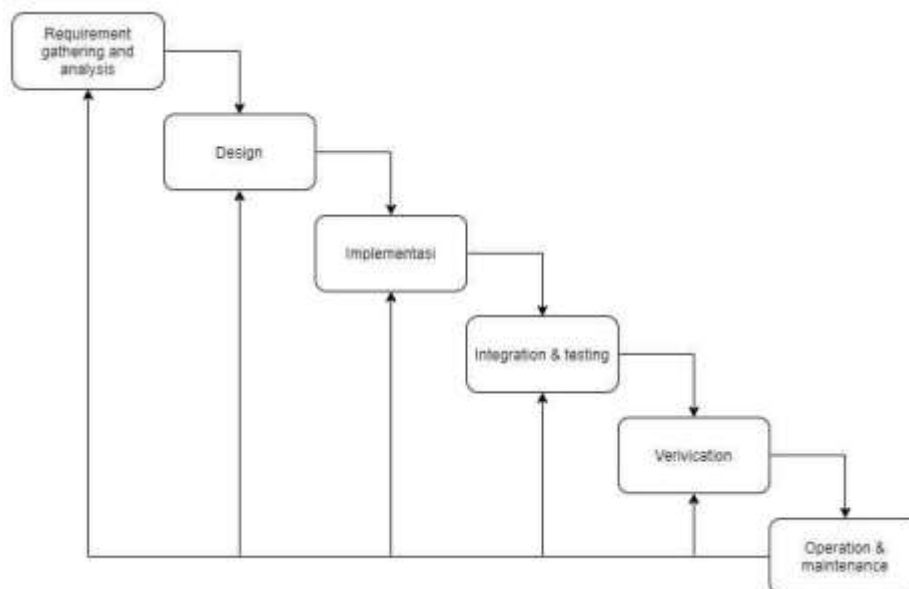 Requirement
gathering and
analysis
Design
Implementasi
Integration & testing
Verivication
Operation &
maintenance